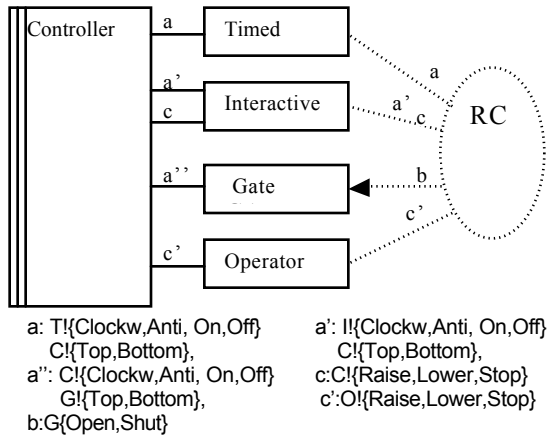 Controller
a
Timed
a
a’
c
Interactive
a’
c
RC
a’’
Gate
b
c’
c’
Operator
a: T!{Clockw,Anti, On,Off}
C!{Top,Bottom},
a’’: C!{Clockw,Anti, On,Off}
G!{Top,Bottom},
b:G{Open,Shut}
a’: I!{Clockw,Anti, On,Off}
C!{Top,Bottom},
c:C!{Raise,Lower,Stop}
c’:O!{Raise,Lower,Stop}